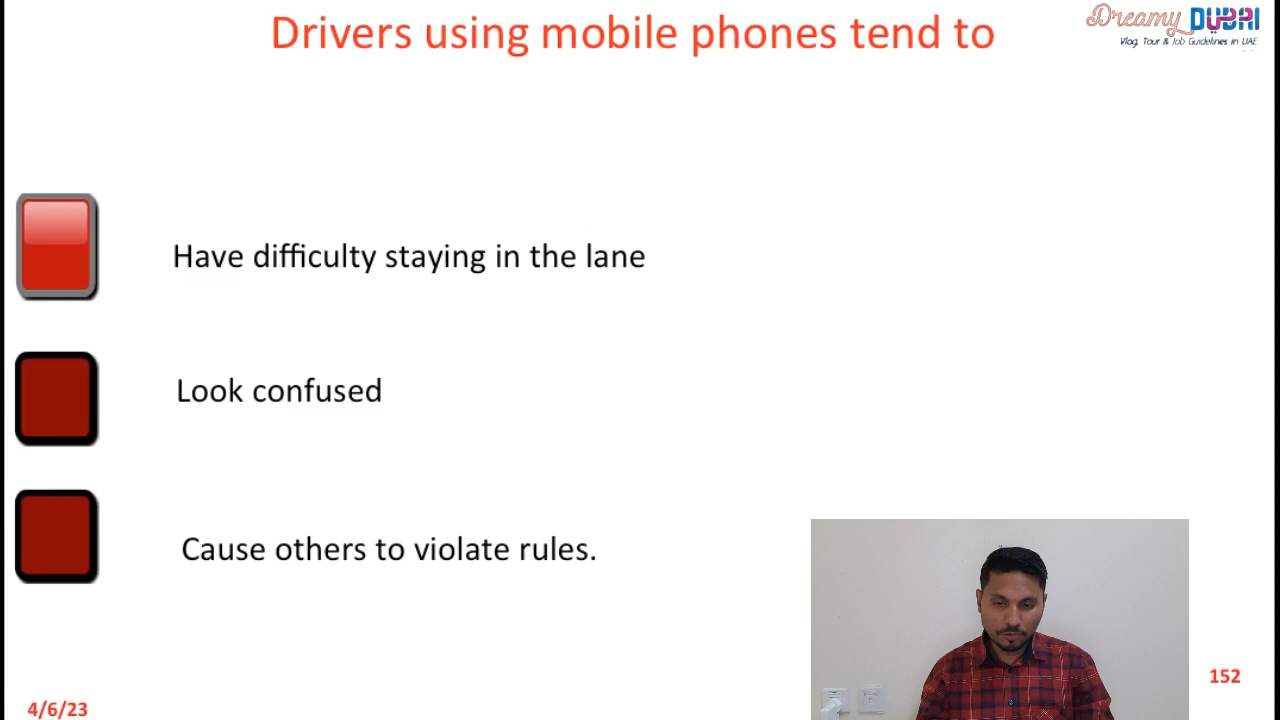 Drivers using mobile phones tend to
Dreamy DUBAI
Vlog, Tour & Job Guidelines in UAE
Have difficulty staying in the lane
Look confused
Cause others to violate rules.
152
4/6/23